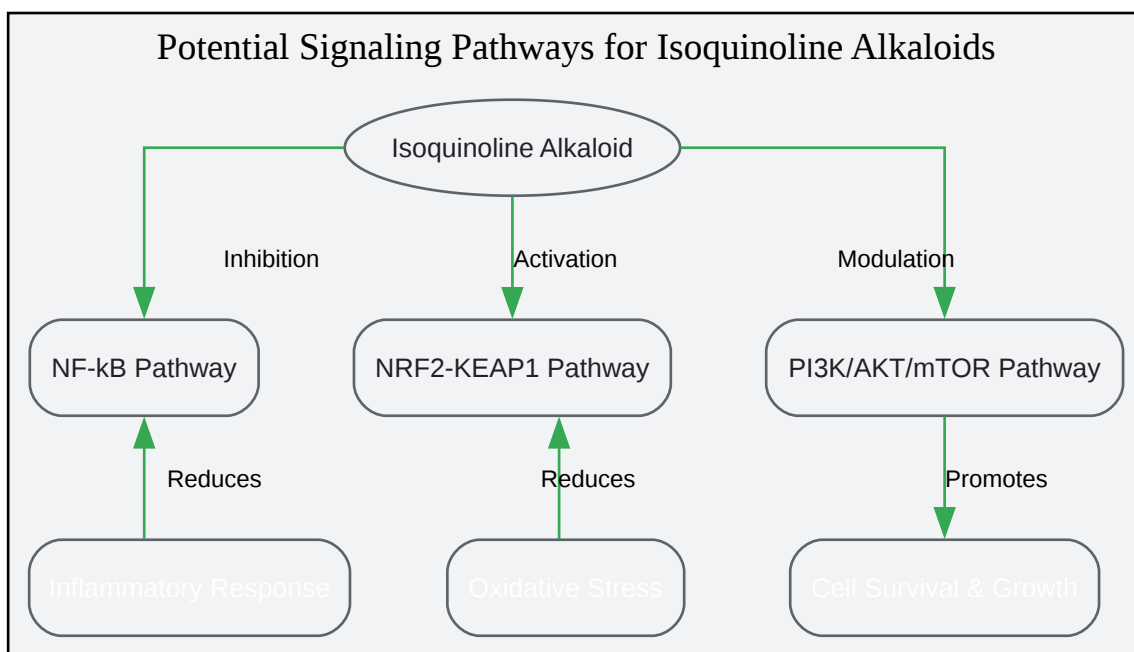 Potential Signaling Pathways for Isoquinoline Alkaloids
Isoquinoline Alkaloid
Inhibition
Activation
Modulation
NF-kB Pathway
NRF2-KEAP1 Pathway
PI3K/AKT/mTOR Pathway
Reduces
Reduces
Promotes
Inflammatory Response
Oxidative Stress
Cell Survival & Growth